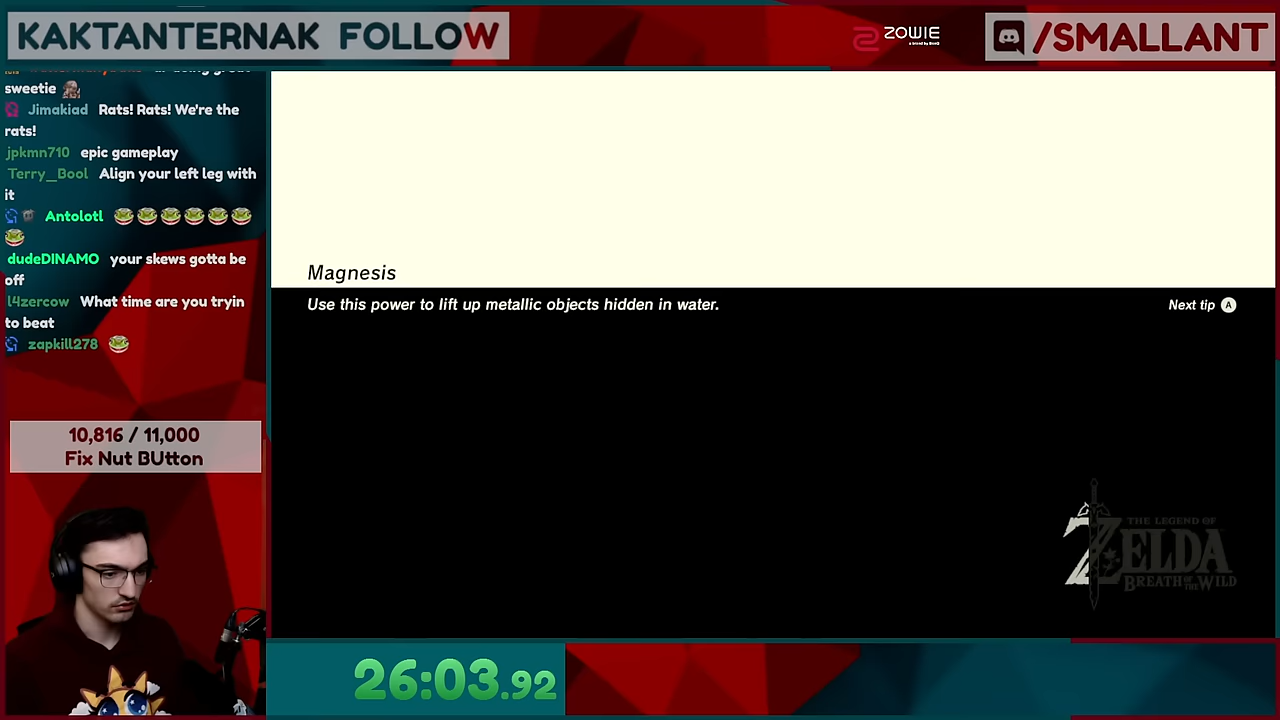 KAKTANTERNAK FOLLOW
ZOWIE
/SMALLANT
sweetie
Jimakiad Rats! Rats! We're the
rats!
jpkmn710 epic gameplay
Terry_Bool Align your left leg with
it
Antolotl
dudeDINAMO your skews gotta be
off
l4zercow What time are you tryin
to beat
zapkill278
10,816 / 11,000
Fix Nut BUtton
Magnesis
Use this power to lift up metallic objects hidden in water.
Next tip A
THE LEGEND OF
ZELDA
BREATH OF THE WILD
26:03.92